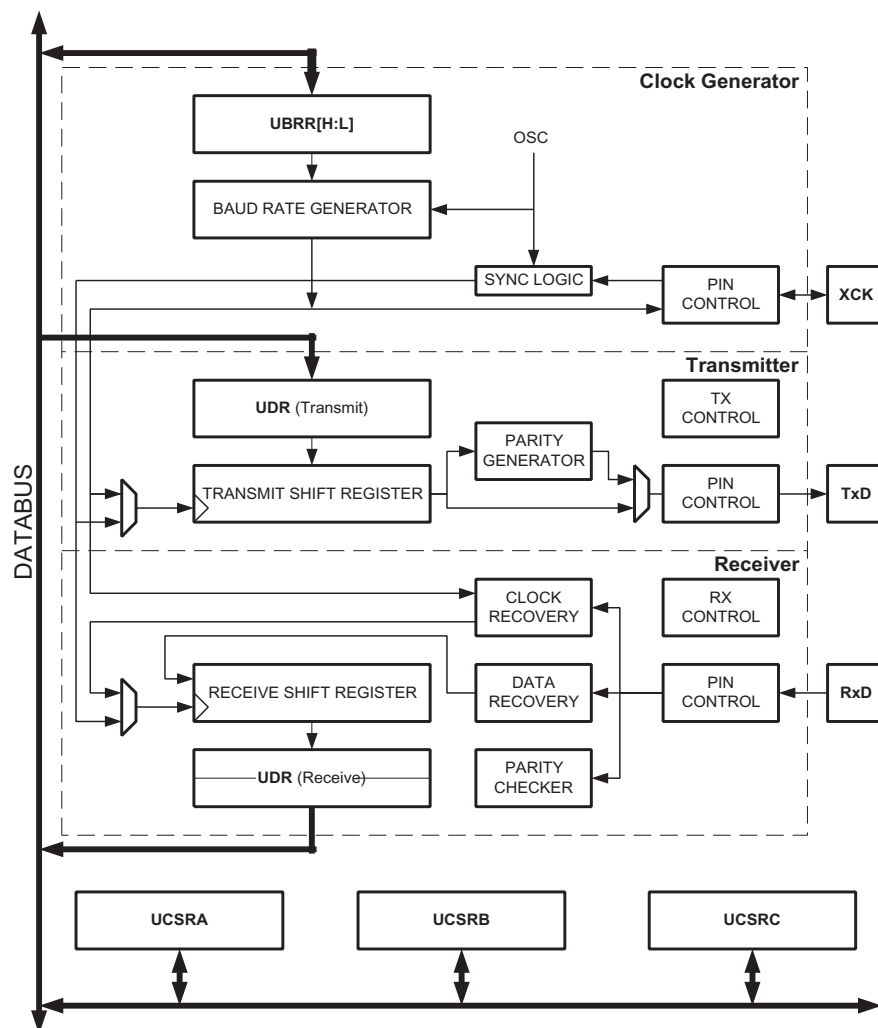 Clock Generator
UBRR[H:L]
OSC
BAUD RATE GENERATOR
SYNC LOGIC
PIN
CONTROL
XCK
Transmitter
UDR (Transmit)
TX
CONTROL
PARITY
GENERATOR
TRANSMIT SHIFT REGISTER
PIN
CONTROL
TxD
DATABUS
Receiver
CLOCK
RECOVERY
RX
CONTROL
RECEIVE SHIFT REGISTER
DATA
RECOVERY
PIN
CONTROL
RxD
UDR (Receive)
PARITY
CHECKER
UCSRA
UCSRB
UCSRC